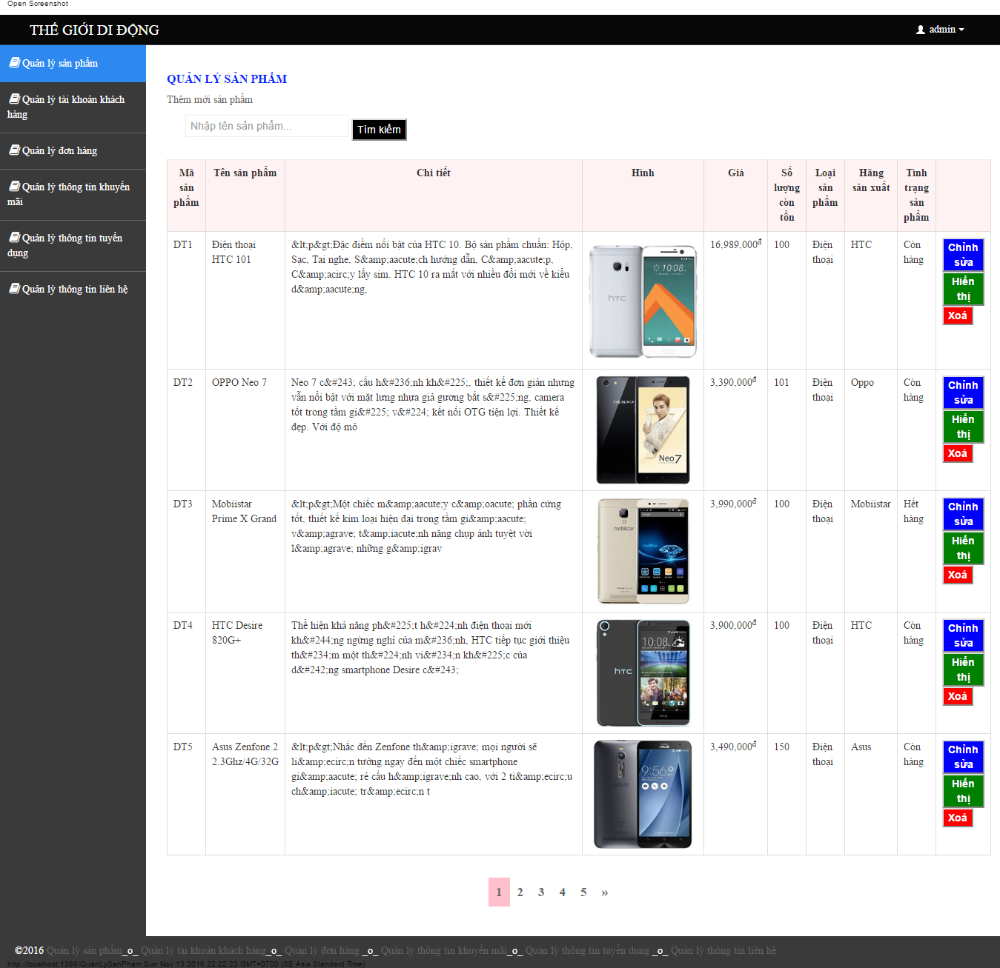 Open Screenshot
THẾ GIỚI DI ĐỘNG
admin
Quản lý sản phẩm
Quản lý tài khoản khách
hàng
Quản lý đơn hàng
Quản lý thông tin khuyến
mãi
Quản lý thông tin tuyển
dụng
Quản lý thông tin liên hệ
QUẢN LÝ SẢN PHẨM
Thêm mới sản phẩm
Nhập tên sản phẩm...
Tìm kiếm
Mã
sản
phẩm
Tên sản phẩm
Chi tiết
Hình
Giá
Số
lượng
còn
tồn
Loại
sản
phẩm
Hãng
sản xuất
Tình
trạng
sản
phẩm
DT1
Điện thoại
HTC 101
&lt;p&gt;Đặc điểm nổi bật của HTC 10. Bộ sản phẩm chuẩn: Hộp,
Sạc, Tai nghe, S&amp;aacute;ch hướng dẫn, C&amp;aacute;p,
C&amp;acirc;y lấy sim. HTC 10 ra mắt với nhiều đổi mới về kiểu
d&amp;aacute;ng,
hTC
10:08
16,989,000đ
100
Điện
thoại
HTC
Còn
hàng
Chỉnh
sửa
Hiển
thị
Xoá
DT2
OPPO Neo 7
Neo 7 c&#243; cấu h&#236;nh kh&#225;, thiết kế đơn giản nhưng
vẫn nổi bật với mặt lưng nhựa giả gương bắt s&#225;ng, camera
tốt trong tầm gi&#225; v&#224; kết nối OTG tiện lợi. Thiết kế
đẹp. Với độ mỏ
oppo
Neo 7
3,390,000đ
101
Điện
thoại
Oppo
Còn
hàng
Chỉnh
sửa
Hiển
thị
Xoá
DT3
Mobiistar
Prime X Grand
&lt;p&gt;Một chiếc m&amp;aacute;y c&amp;oacute; phần cứng
tốt, thiết kế kim loại hiện đại trong tầm gi&amp;aacute;
v&amp;agrave; t&amp;iacute;nh năng chụp ảnh tuyệt vời
l&amp;agrave; những g&amp;igrav
mobiistar
3,990,000đ
100
Điện
thoại
Mobiistar
Hết
hàng
Chỉnh
sửa
Hiển
thị
Xoá
DT4
HTC Desire
820G+
Thể hiện khả năng ph&#225;t h&#224;nh điện thoại mới
kh&#244;ng ngừng nghỉ của m&#236;nh, HTC tiếp tục giới thiệu
th&#234;m một th&#224;nh vi&#234;n kh&#225;c của
d&#242;ng smartphone Desire c&#243;
hTC
10:08
3,900,000đ
100
Điện
thoại
HTC
Còn
hàng
Chỉnh
sửa
Hiển
thị
Xoá
DT5
Asus Zenfone 2
2.3Ghz/4G/32G
&lt;p&gt;Nhắc đến Zenfone th&amp;igrave; mọi người sẽ
li&amp;ecirc;n tưởng ngay đến một chiếc smartphone
gi&amp;aacute; rẻ cấu h&amp;igrave;nh cao, với 2 ti&amp;ecirc;u
ch&amp;iacute; tr&amp;ecirc;n t
ASUS
9:56
3,490,000đ
150
Điện
thoại
Asus
Còn
hàng
Chỉnh
sửa
Hiển
thị
Xoá
1 2 3 4 5 »
©2016 Quản lý sản phẩm_o_ Quản lý tài khoản khách hàng_o_ Quản lý đơn hàng _o_ Quản lý thông tin khuyến mãi_o_ Quản lý thông tin tuyển dụng _o_ Quản lý thông tin liên hệ
http://localhost:1389/QuanLySanPham Sun Nov 13 2016 22:22:23 GMT+0700 (SE Asia Standard Time)